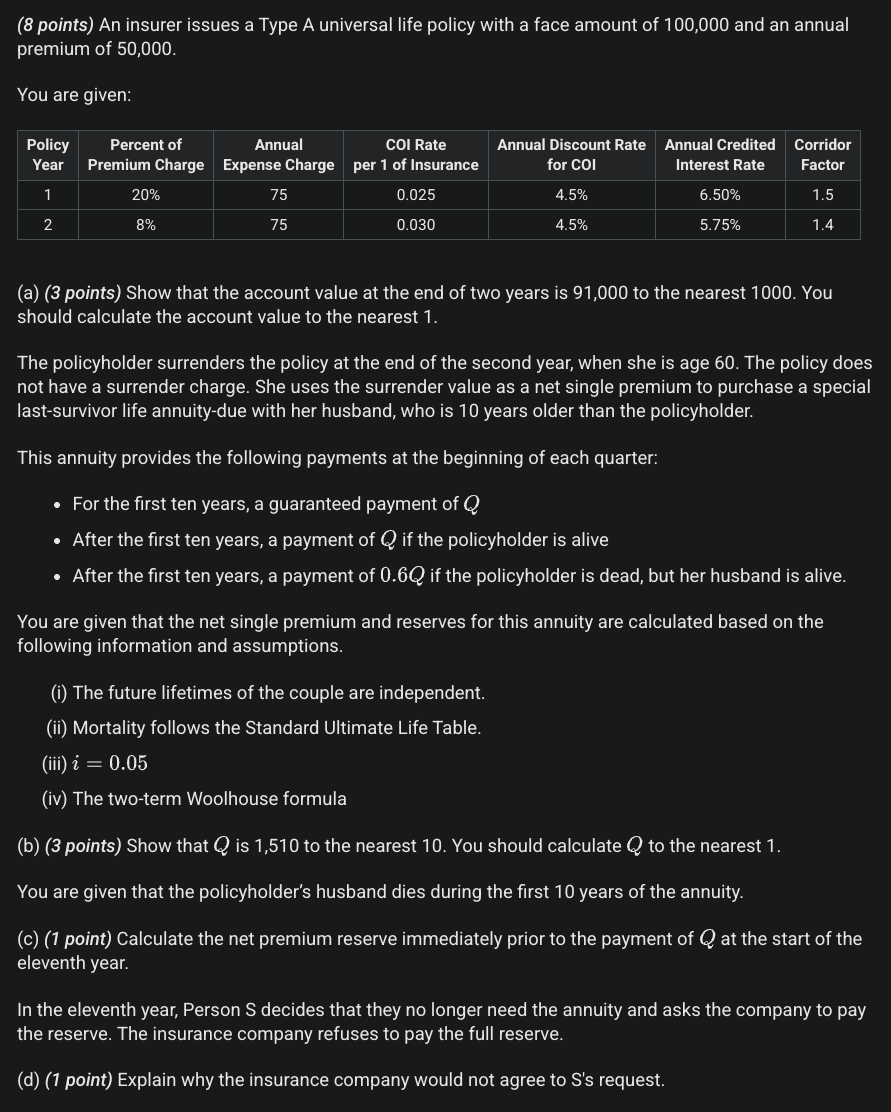 (8 points) An insurer issues a Type A universal life policy with a face amount of 100,000 and an annual
premium of 50,000.
You are given:
Policy Year Percent of Premium Charge Annual Expense Charge COI Rate per 1 of Insurance Annual Discount Rate for COI Annual Credited Interest Rate Corridor Factor
1 20% 75 0.025 4.5% 6.50% 1.5
2 8% 75 0.030 4.5% 5.75% 1.4
(a) (3 points) Show that the account value at the end of two years is 91,000 to the nearest 1000. You
should calculate the account value to the nearest 1.
The policyholder surrenders the policy at the end of the second year, when she is age 60. The policy does
not have a surrender charge. She uses the surrender value as a net single premium to purchase a special
last-survivor life annuity-due with her husband, who is 10 years older than the policyholder.
This annuity provides the following payments at the beginning of each quarter:
• For the first ten years, a guaranteed payment of Q
• After the first ten years, a payment of Q if the policyholder is alive
• After the first ten years, a payment of 0.6Q if the policyholder is dead, but her husband is alive.
You are given that the net single premium and reserves for this annuity are calculated based on the
following information and assumptions.
(i) The future lifetimes of the couple are independent.
(ii) Mortality follows the Standard Ultimate Life Table.
(iii) i = 0.05
(iv) The two-term Woolhouse formula
(b) (3 points) Show that Q is 1,510 to the nearest 10. You should calculate Q to the nearest 1.
You are given that the policyholder’s husband dies during the first 10 years of the annuity.
(c) (1 point) Calculate the net premium reserve immediately prior to the payment of Q at the start of the
eleventh year.
In the eleventh year, Person S decides that they no longer need the annuity and asks the company to pay
the reserve. The insurance company refuses to pay the full reserve.
(d) (1 point) Explain why the insurance company would not agree to S's request.